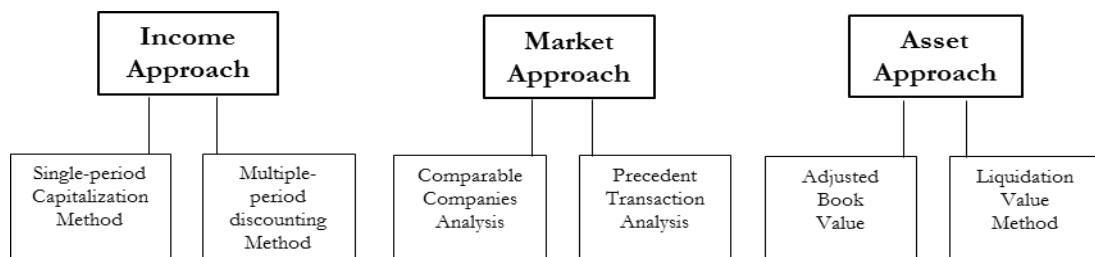 Income
Approach
Market
Approach
Asset
Approach
Single-period
Capitalization
Method
Multiple-
period
discounting
Method
Comparable
Companies
Analysis
Precedent
Transaction
Analysis
Adjusted
Book
Value
Liquidation
Value
Method